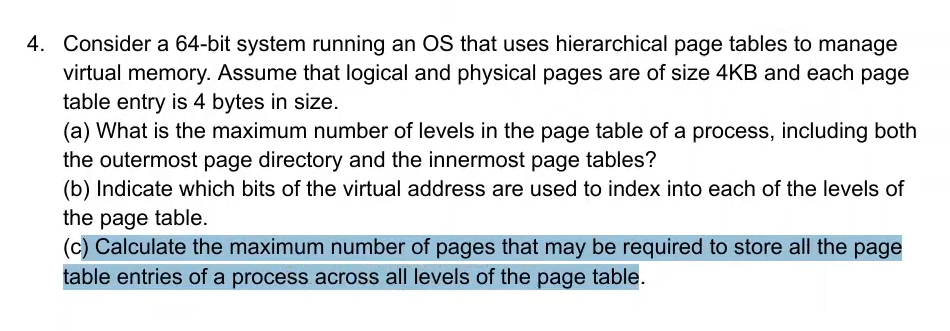 4. Consider a 64-bit system running an OS that uses hierarchical page tables to manage
virtual memory. Assume that logical and physical pages are of size 4KB and each page
table entry is 4 bytes in size.
(a) What is the maximum number of levels in the page table of a process, including both
the outermost page directory and the innermost page tables?
(b) Indicate which bits of the virtual address are used to index into each of the levels of
the page table.
(c) Calculate the maximum number of pages that may be required to store all the page
table entries of a process across all levels of the page table.